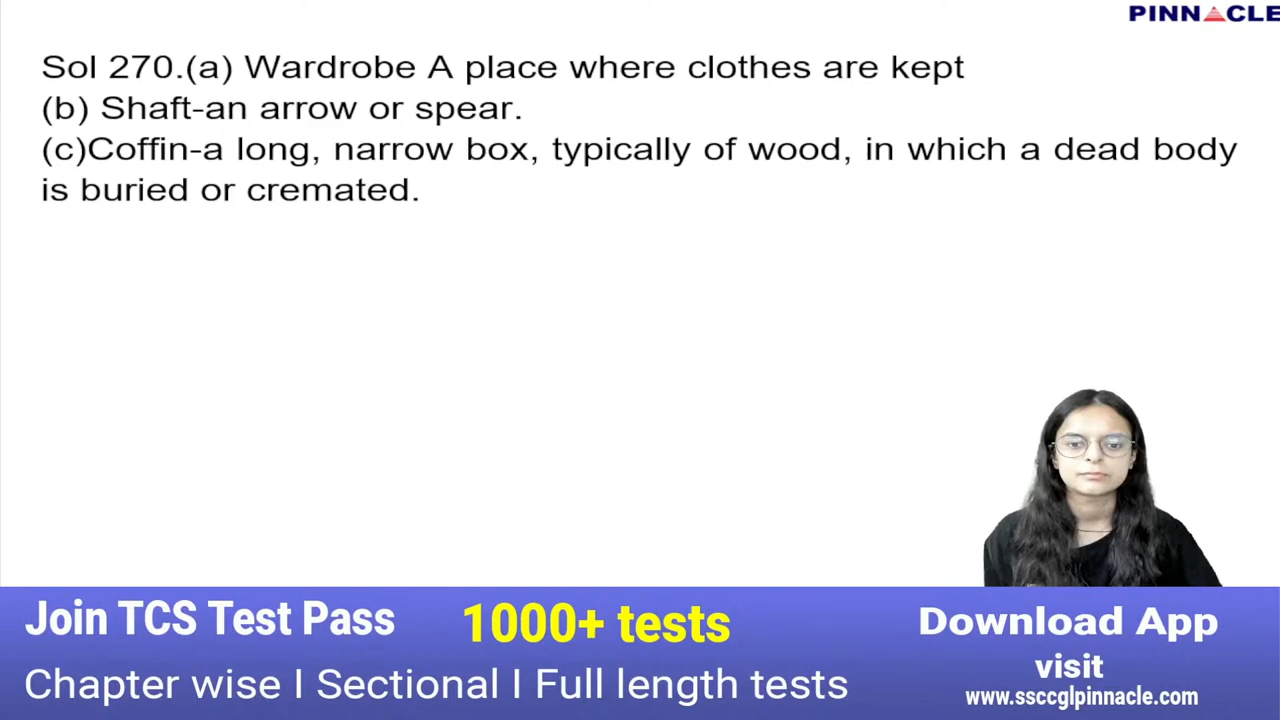 PINNACLE
Sol 270.(a) Wardrobe A place where clothes are kept
(b) Shaft-an arrow or spear.
(c)Coffin-a long, narrow box, typically of wood, in which a dead body
is buried or cremated.
Join TCS Test Pass
1000+ tests
Chapter wise I Sectional I Full length tests
Download App
visit
www.ssccglpinnacle.com